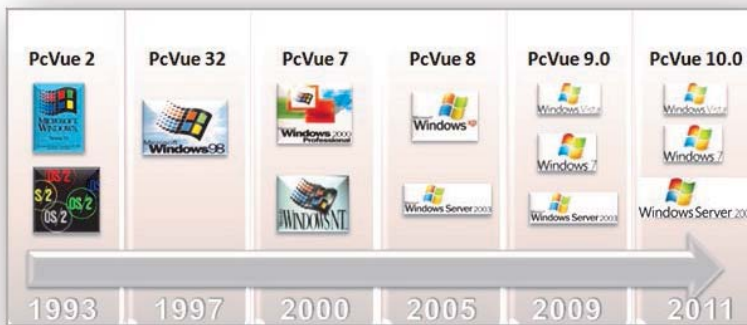 PcVue 2
PcVue 32
PcVue 7
PcVue 8
PcVue 9.0
PcVue 10.0
MICROSOFT
WINDOWS
OS/2
S/2
OS/2
OS/2
Windows98
Windows 2000
Professional
WINDOWS NT
Windows xp
Windows Server 2003
Windows Vista
Windows 7
Windows Server 2003
Windows Vista
Windows 7
Windows Server 200
1993
1997
2000
2005
2009
2011